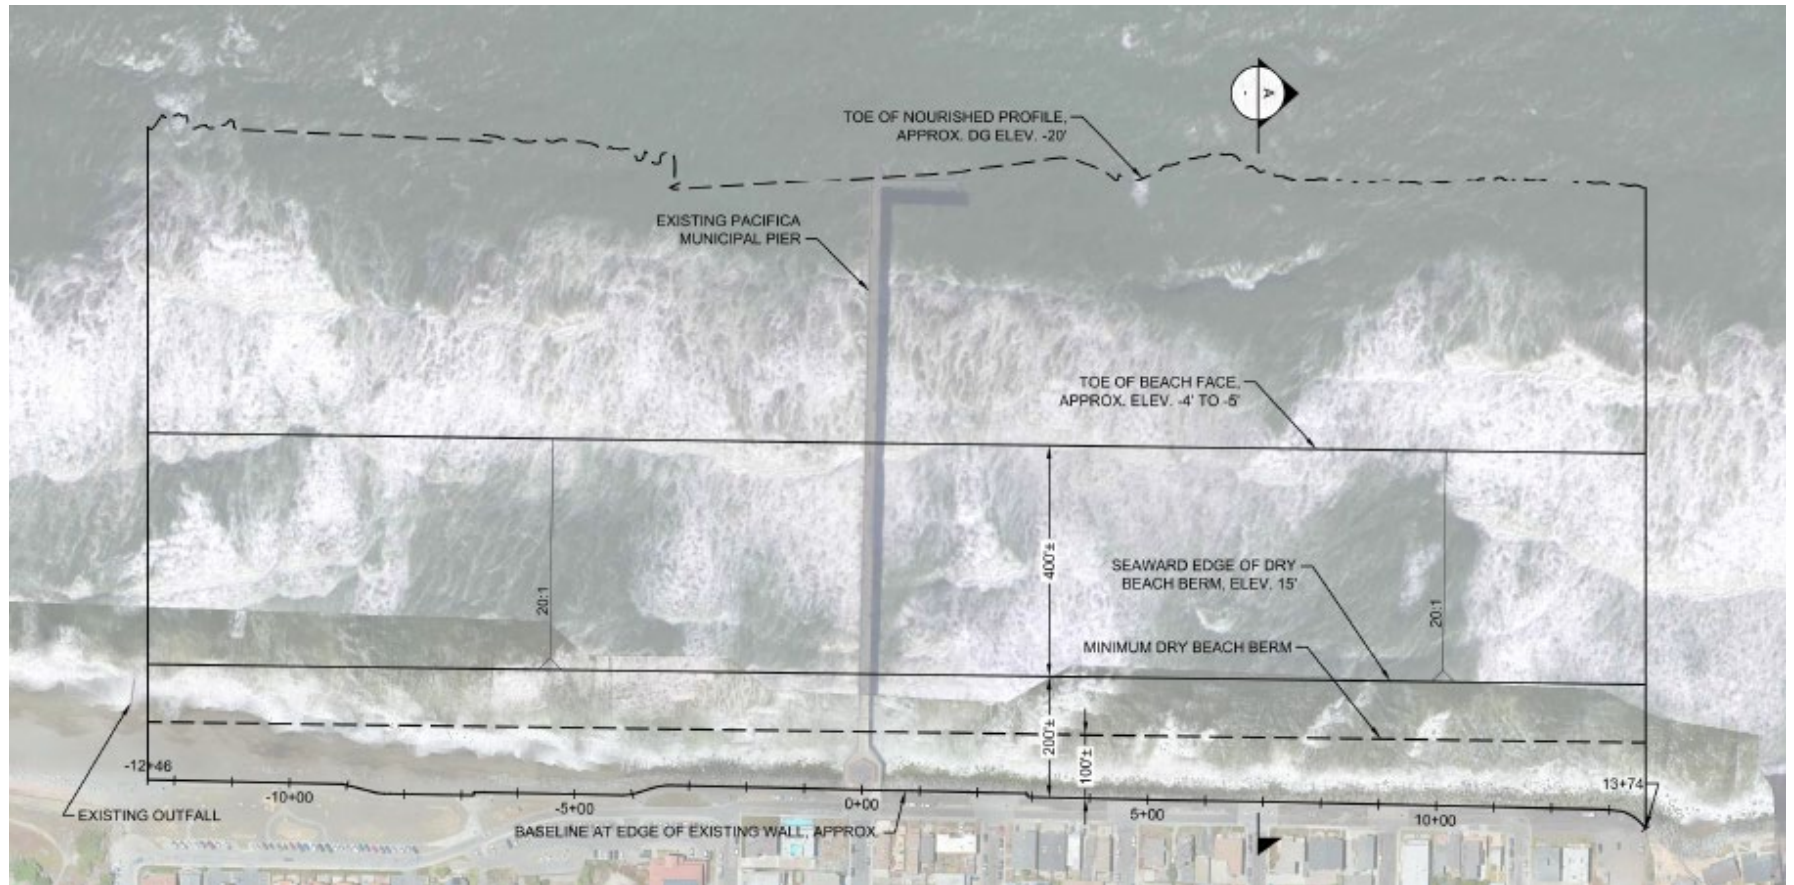 A
-
TOE OF NOURISHED PROFILE,
APPROX. DG ELEV. -20'
EXISTING PACIFICA
MUNICIPAL PIER
TOE OF BEACH FACE,
APPROX. ELEV. -4' TO -5'
400'±
SEAWARD EDGE OF DRY
BEACH BERM, ELEV. 15'
20:1
20:1
MINIMUM DRY BEACH BERM
200'±
100'±
-12+46
13+74
-10+00
-5+00
0+00
5+00
10+00
EXISTING OUTFALL
BASELINE AT EDGE OF EXISTING WALL, APPROX.